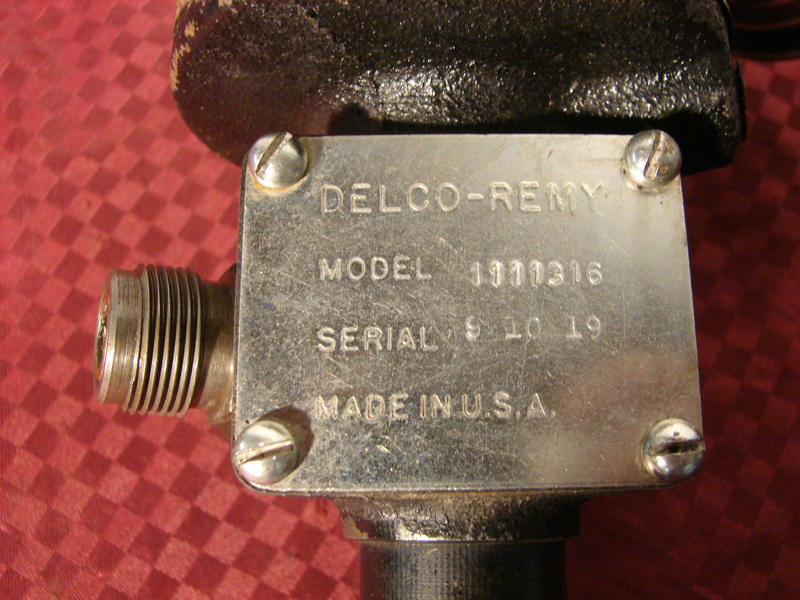 DELCO-REMY
MODEL 1111316
SERIAL 9 10 19
MADE IN U.S.A.